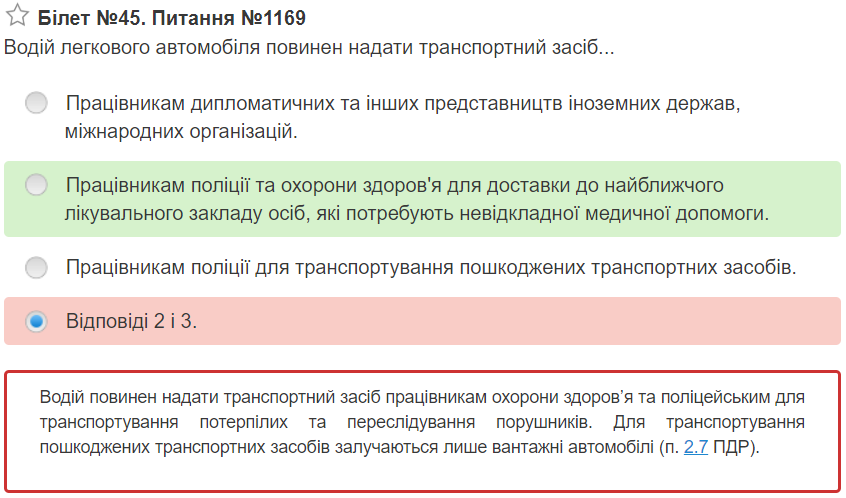 Білет №45. Питання №1169
Водій легкового автомобіля повинен надати транспортний засіб...
Працівникам дипломатичних та інших представництв іноземних держав,
міжнародних організацій.
Працівникам поліції та охорони здоров'я для доставки до найближчого
лікувального закладу осіб, які потребують невідкладної медичної допомоги.
Працівникам поліції для транспортування пошкоджених транспортних засобів.
Відповіді 2 і 3.
Водій повинен надати транспортний засіб працівникам охорони здоров’я та поліцейським для
транспортування потерпілих та переслідування порушників. Для транспортування
пошкоджених транспортних засобів залучаються лише вантажні автомобілі (п. 2.7 ПДР).